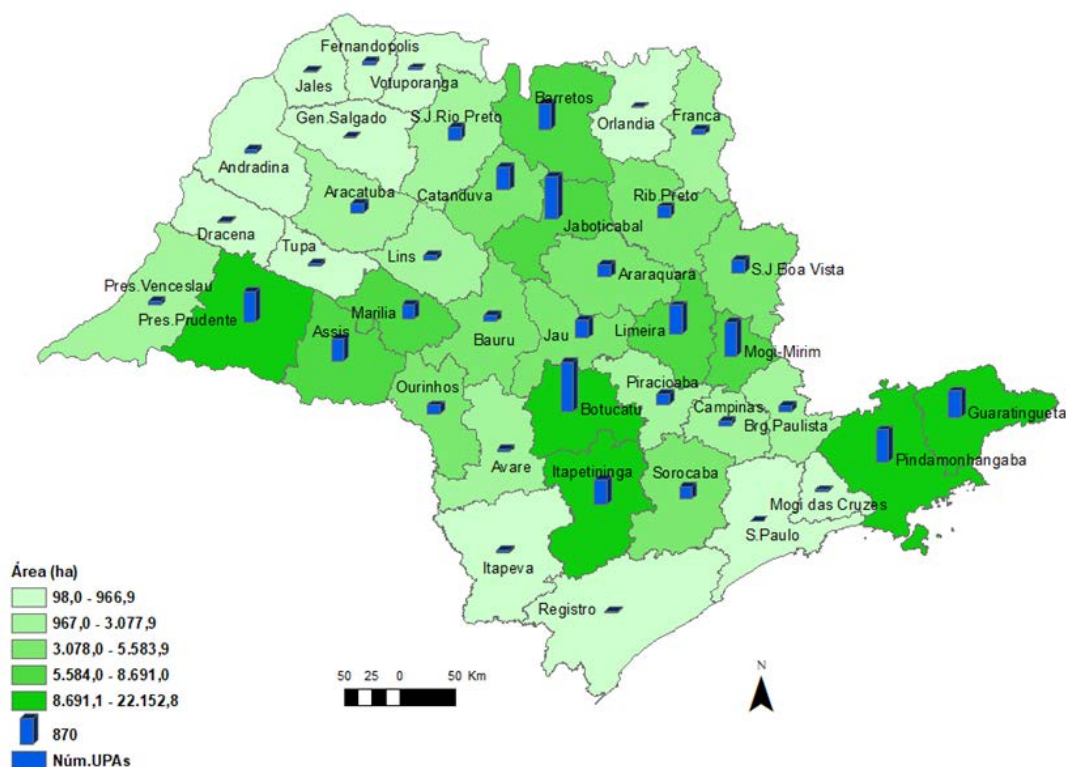 Fernandopolis
Jales
Votuporanga
Gen.Salgado
S.J.Rio Preto
Barretos
Orlandia
Franca
Andradina
Aracatuba
Catanduva
Rib.Preto
Jaboticabal
Dracena
Tupa
Lins
Araraquara
S.J.Boa Vista
Pres.Venceslau
Pres.Prudente
Marilia
Assis
Bauru
Jau
Limeira
Mogi-Mirim
Ourinhos
Botucatu
Piracicaba
Campinas
Brg.Paulista
Guaratingueta
Pindamonhangaba
Avare
Itapetininga
Sorocaba
Mogi das Cruzes
S.Paulo
Itapeva
Registro
Área (ha)
98,0 - 966,9
967,0 - 3.077,9
3.078,0 - 5.583,9
5.584,0 - 8.691,0
8.691,1 - 22.152,8
870
Núm.UPAs
50 25 0 50 Km
N